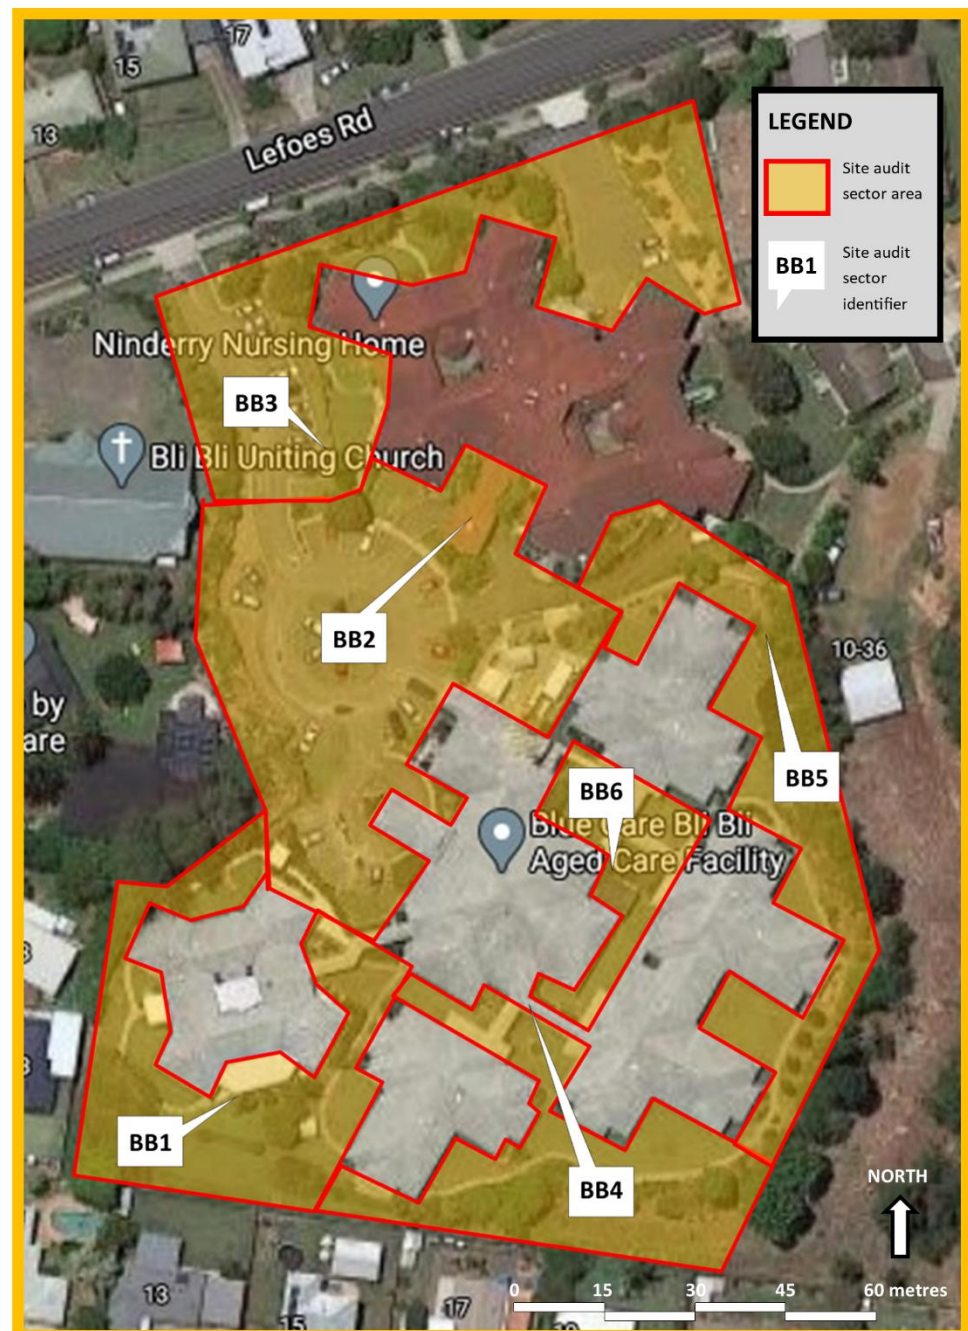 17
15
13
Lefoes Rd
LEGEND
Site audit
sector area
BB1
Site audit
sector
identifier
Ninderry Nursing Home
BB3
Bli Bli Uniting Church
BB2
10-36
by
are
BB5
BB6
Blue Care Bli Bli
Aged Care Facility
BB1
BB4
NORTH
0 15 30 45 60 metres
13
15
17